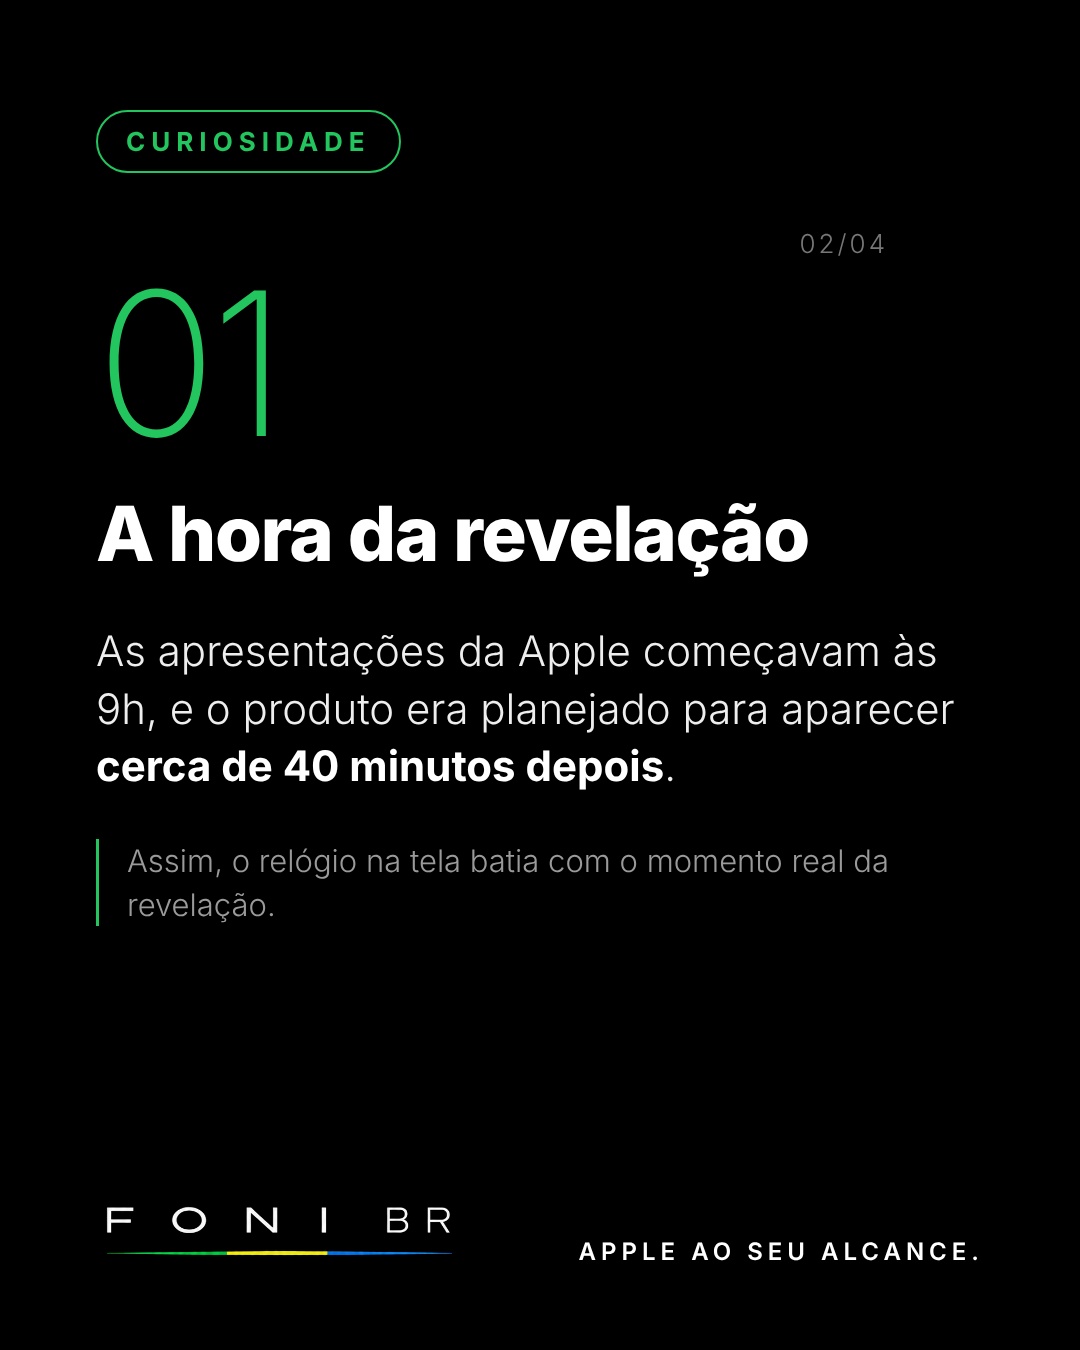 CURIOSIDADE
02/04
01
A hora da revelação
As apresentações da Apple começavam às
9h, e o produto era planejado para aparecer
cerca de 40 minutos depois.
Assim, o relógio na tela batia com o momento real da
revelação.
FONI BR
APPLE AO SEU ALCANCE.